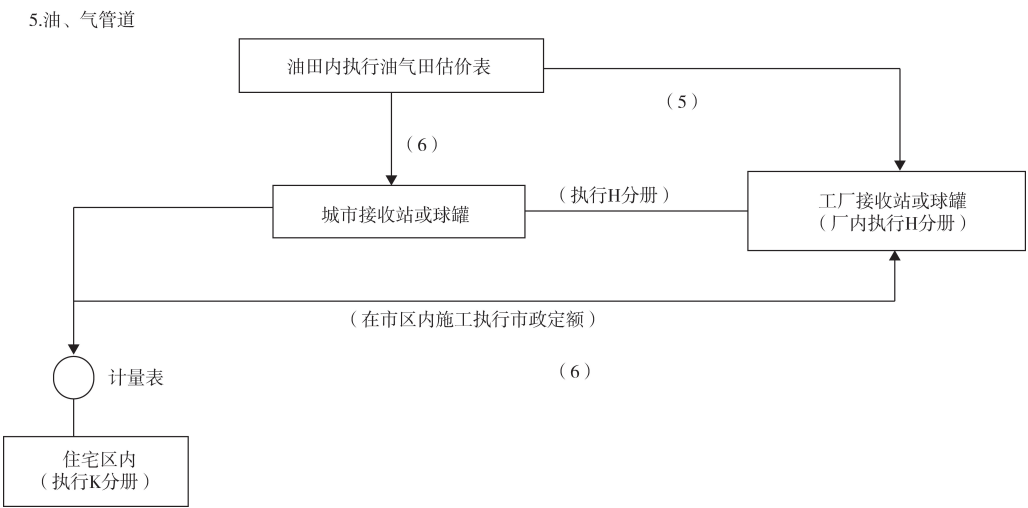 5.油、气管道
油田内执行油气田估价表
（5）
（6）
（执行H分册）
城市接收站或球罐
工厂接收站或球罐
（厂内执行H分册）
（在市区内施工执行市政定额）
（6）
计量表
住宅区内
（执行K分册）